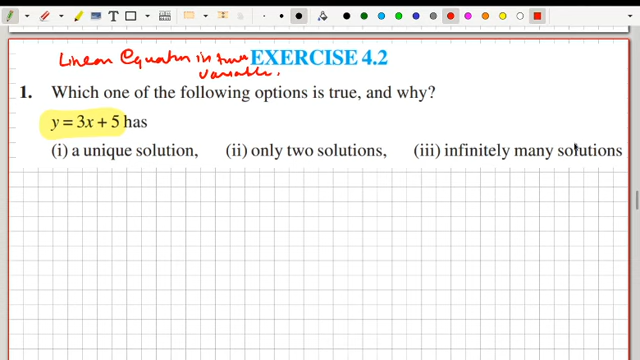 Linear Equation in two EXERCISE 4.2
variable.
1. Which one of the following options is true, and why?
y = 3x + 5 has
(i) a unique solution, (ii) only two solutions, (iii) infinitely many solutions